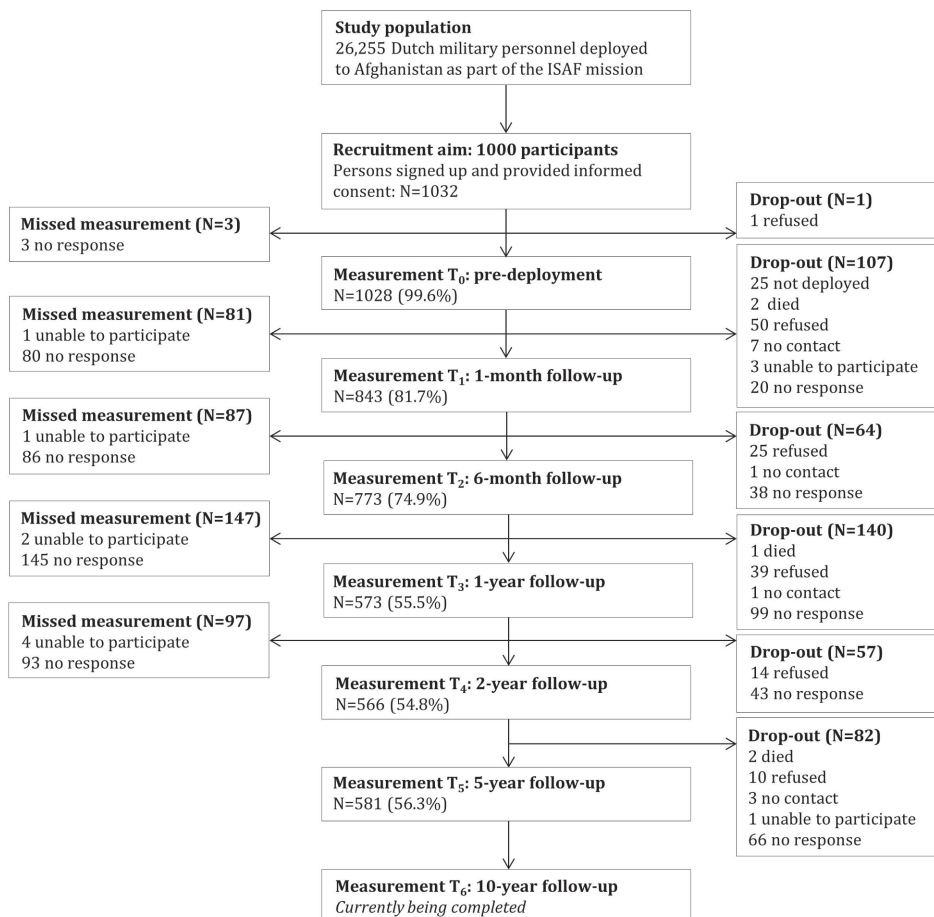 Study population
26,255 Dutch military personnel deployed
to Afghanistan as part of the ISAF mission
Recruitment aim: 1000 participants
Persons signed up and provided informed
consent: N=1032
Missed measurement (N=3)
3 no response
Drop-out (N=1)
1 refused
Measurement T₀: pre-deployment
N=1028 (99.6%)
Missed measurement (N=81)
1 unable to participate
80 no response
Drop-out (N=107)
25 not deployed
2 died
50 refused
7 no contact
3 unable to participate
20 no response
Measurement T₁: 1-month follow-up
N=843 (81.7%)
Missed measurement (N=87)
1 unable to participate
86 no response
Drop-out (N=64)
25 refused
1 no contact
38 no response
Measurement T₂: 6-month follow-up
N=773 (74.9%)
Missed measurement (N=147)
2 unable to participate
145 no response
Drop-out (N=140)
1 died
39 refused
1 no contact
99 no response
Measurement T₃: 1-year follow-up
N=573 (55.5%)
Missed measurement (N=97)
4 unable to participate
93 no response
Drop-out (N=57)
14 refused
43 no response
Measurement T₄: 2-year follow-up
N=566 (54.8%)
Drop-out (N=82)
2 died
10 refused
3 no contact
1 unable to participate
66 no response
Measurement T₅: 5-year follow-up
N=581 (56.3%)
Measurement T₆: 10-year follow-up
Currently being completed